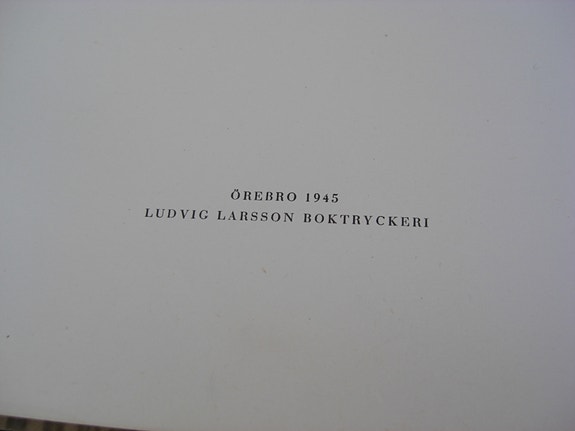 ÖREBRO 1945
LUDVIG LARSSON BOKTRYCKERI